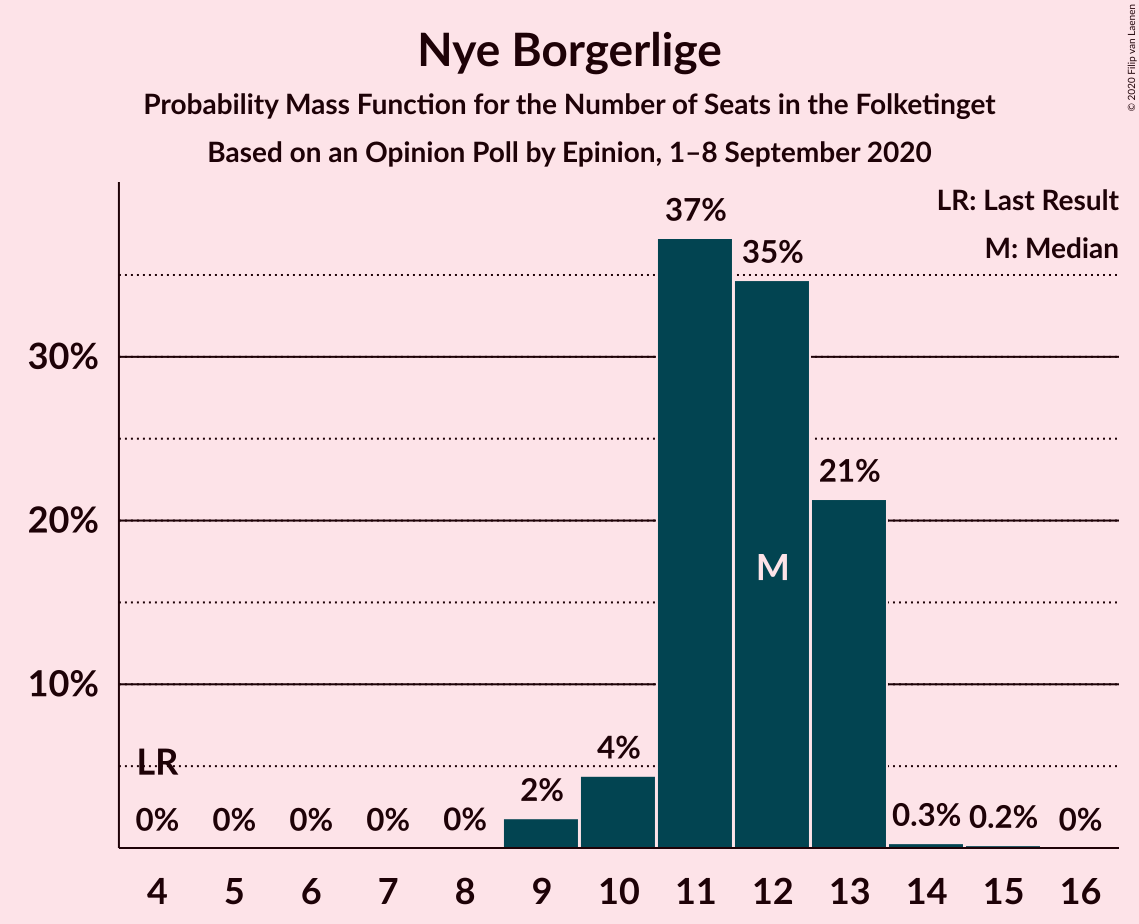 Nye Borgerlige
Probability Mass Function for the Number of Seats in the Folketinget
Based on an Opinion Poll by Epinion, 1–8 September 2020
© 2020 Filip van Laenen
LR: Last Result
M: Median
37%
35%
30%
21%
20%
M
10%
LR
4%
2%
0% 0% 0% 0% 0% 0.3% 0.2% 0%
4 5 6 7 8 9 10 11 12 13 14 15 16